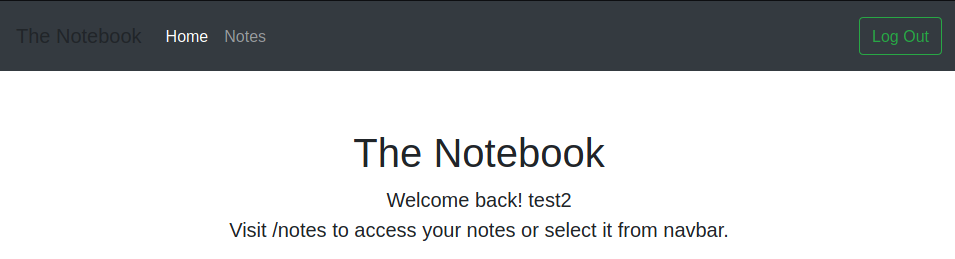 The Notebook Home Notes Log Out
The Notebook
Welcome back! test2
Visit /notes to access your notes or select it from navbar.